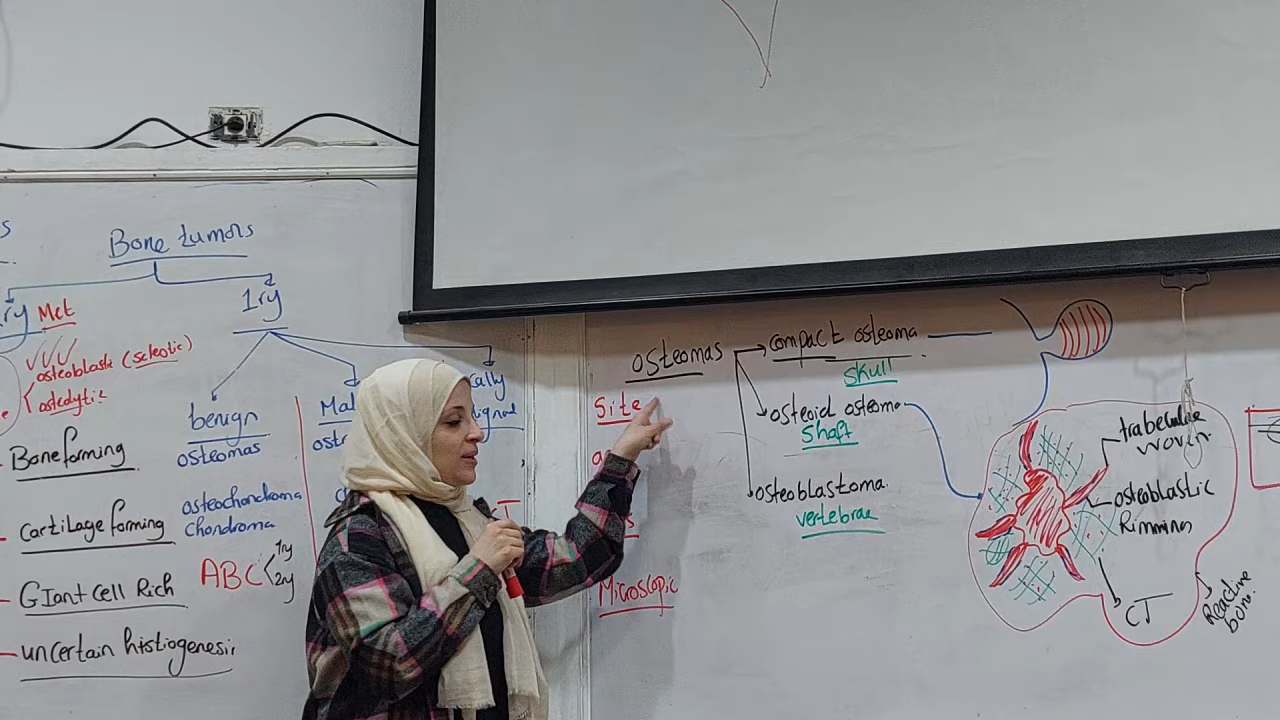 Bone tumors
1ry
Met
osteoblastic (scleotic)
osteolytic
benign
osteomas
Bone forming
osteochondroma
chondroma
Cartilage forming
ABC
1ry
2ry
Giant cell Rich
uncertain histiogenesis
osteomas
compact osteoma
skull
Site
osteoid osteoma
shaft
osteoblastoma
vertebrae
Microscopic
trabeculae
woven
osteoblastic
Rimming
CT
Reactive
bone